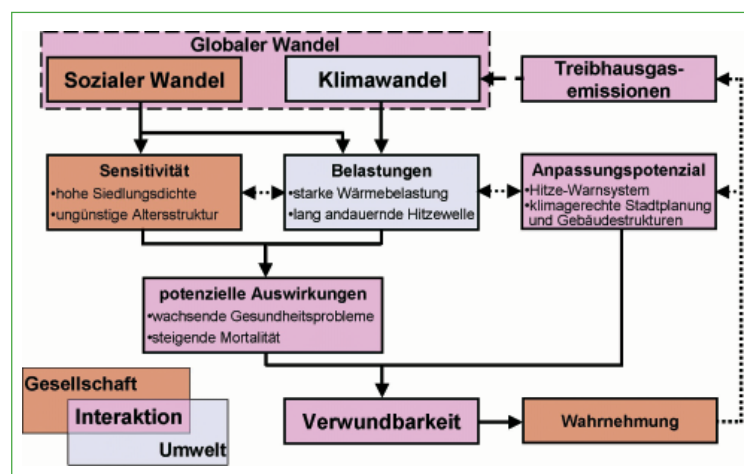 Globaler Wandel
Sozialer Wandel
Klimawandel
Treibhausgas-
emissionen
Sensitivität
•hohe Siedlungsdichte
•ungünstige Altersstruktur
Belastungen
•starke Wärmebelastung
•lang andauernde Hitzewelle
Anpassungspotenzial
•Hitze-Warnsystem
•klimagerechte Stadtplanung
und Gebäudestrukturen
potenzielle Auswirkungen
•wachsende Gesundheitsprobleme
•steigende Mortalität
Gesellschaft
Interaktion
Umwelt
Verwundbarkeit
Wahrnehmung